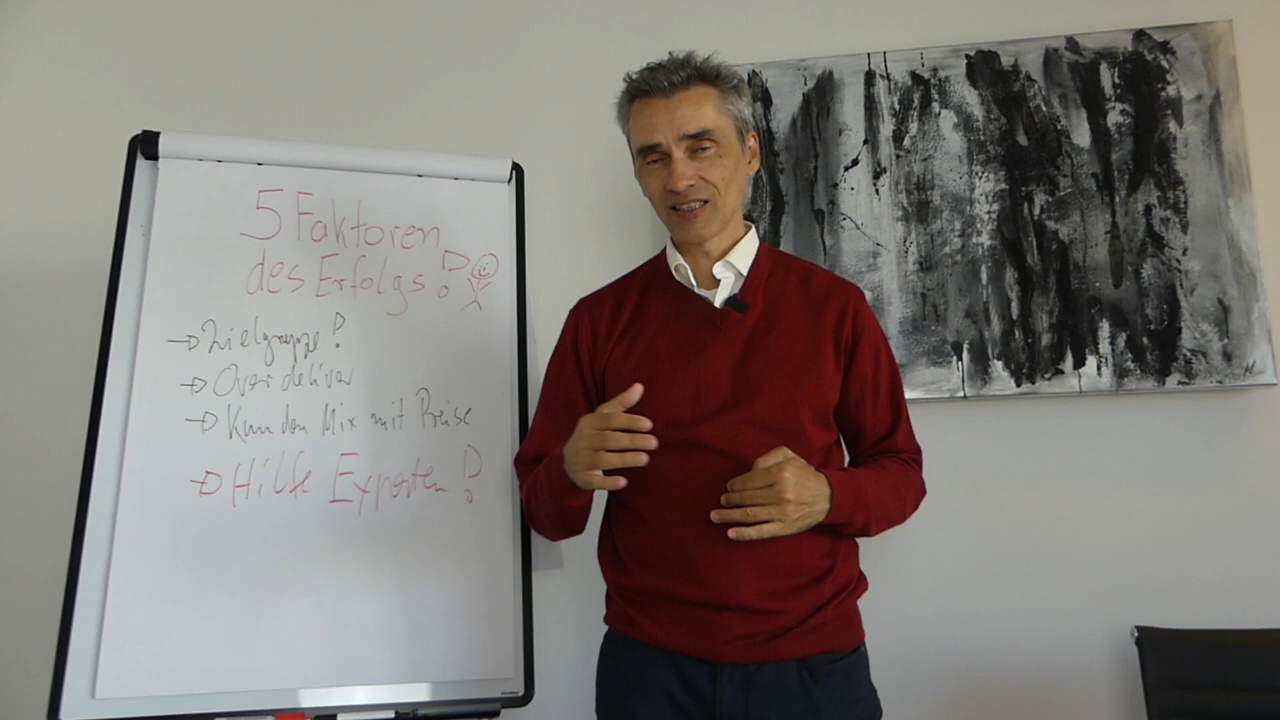 5 Faktoren
des Erfolgs!
→ Zielgruppe?
→ Over deliver
→ Kunden Mix mit Preise
→ Hilfe Experten!